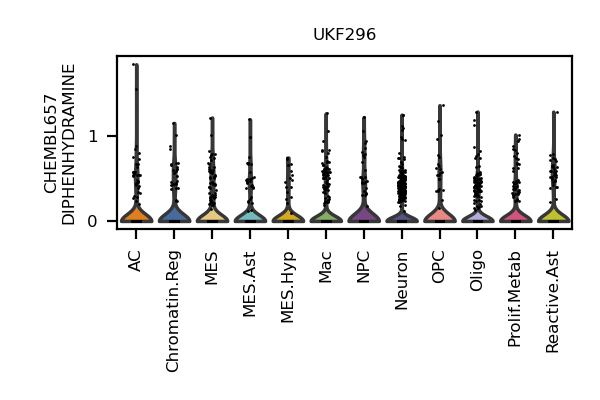 UKF296
CHEMBL657
DIPHENHYDRAMINE
1
0
AC
Chromatin.Reg
MES
MES.Ast
MES.Hyp
Mac
NPC
Neuron
OPC
Oligo
Prolif.Metab
Reactive.Ast